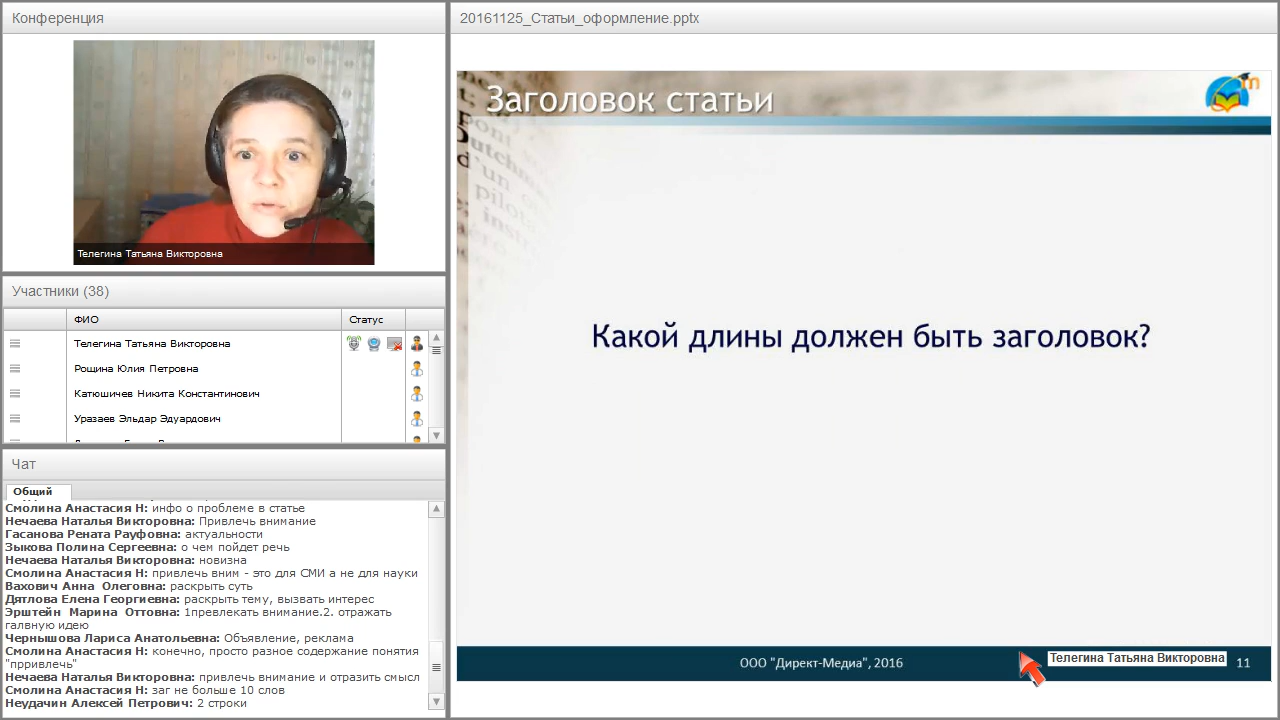 Конференция
Телегина Татьяна Викторовна
Участники (38)
ФИО
Статус
Телегина Татьяна Викторовна
Рощина Юлия Петровна
Катюшичев Никита Константинович
Уразаев Эльдар Эдуардович
Чат
Общий
Смолина Анастасия Н: инфо о проблеме в статье
Нечаева Наталья Викторовна: Привлечь внимание
Гасанова Рената Рауфовна: актуальности
Зыкова Полина Сергеевна: о чем пойдет речь
Нечаева Наталья Викторовна: новизна
Смолина Анастасия Н: привлечь вним - это для СМИ а не для науки
Вахович Анна Олеговна: раскрыть суть
Дятлова Елена Георгиевна: раскрыть тему, вызвать интерес
Эрштейн Марина Оттовна: 1превлекать внимание.2. отражать
галвную идею
Чернышова Лариса Анатольевна: Объявление, реклама
Смолина Анастасия Н: конечно, просто разное содержание понятия
"прривлечь"
Нечаева Наталья Викторовна: привлечь внимание и отразить смысл
Смолина Анастасия Н: заг не больше 10 слов
Неудачин Алексей Петрович: 2 строки
20161125_Статьи_оформление.pptx
Заголовок статьи
m
Dutchm
d'un
pilot
instr
Какой длины должен быть заголовок?
ООО "Директ-Медиа", 2016
Телегина Татьяна Викторовна
11